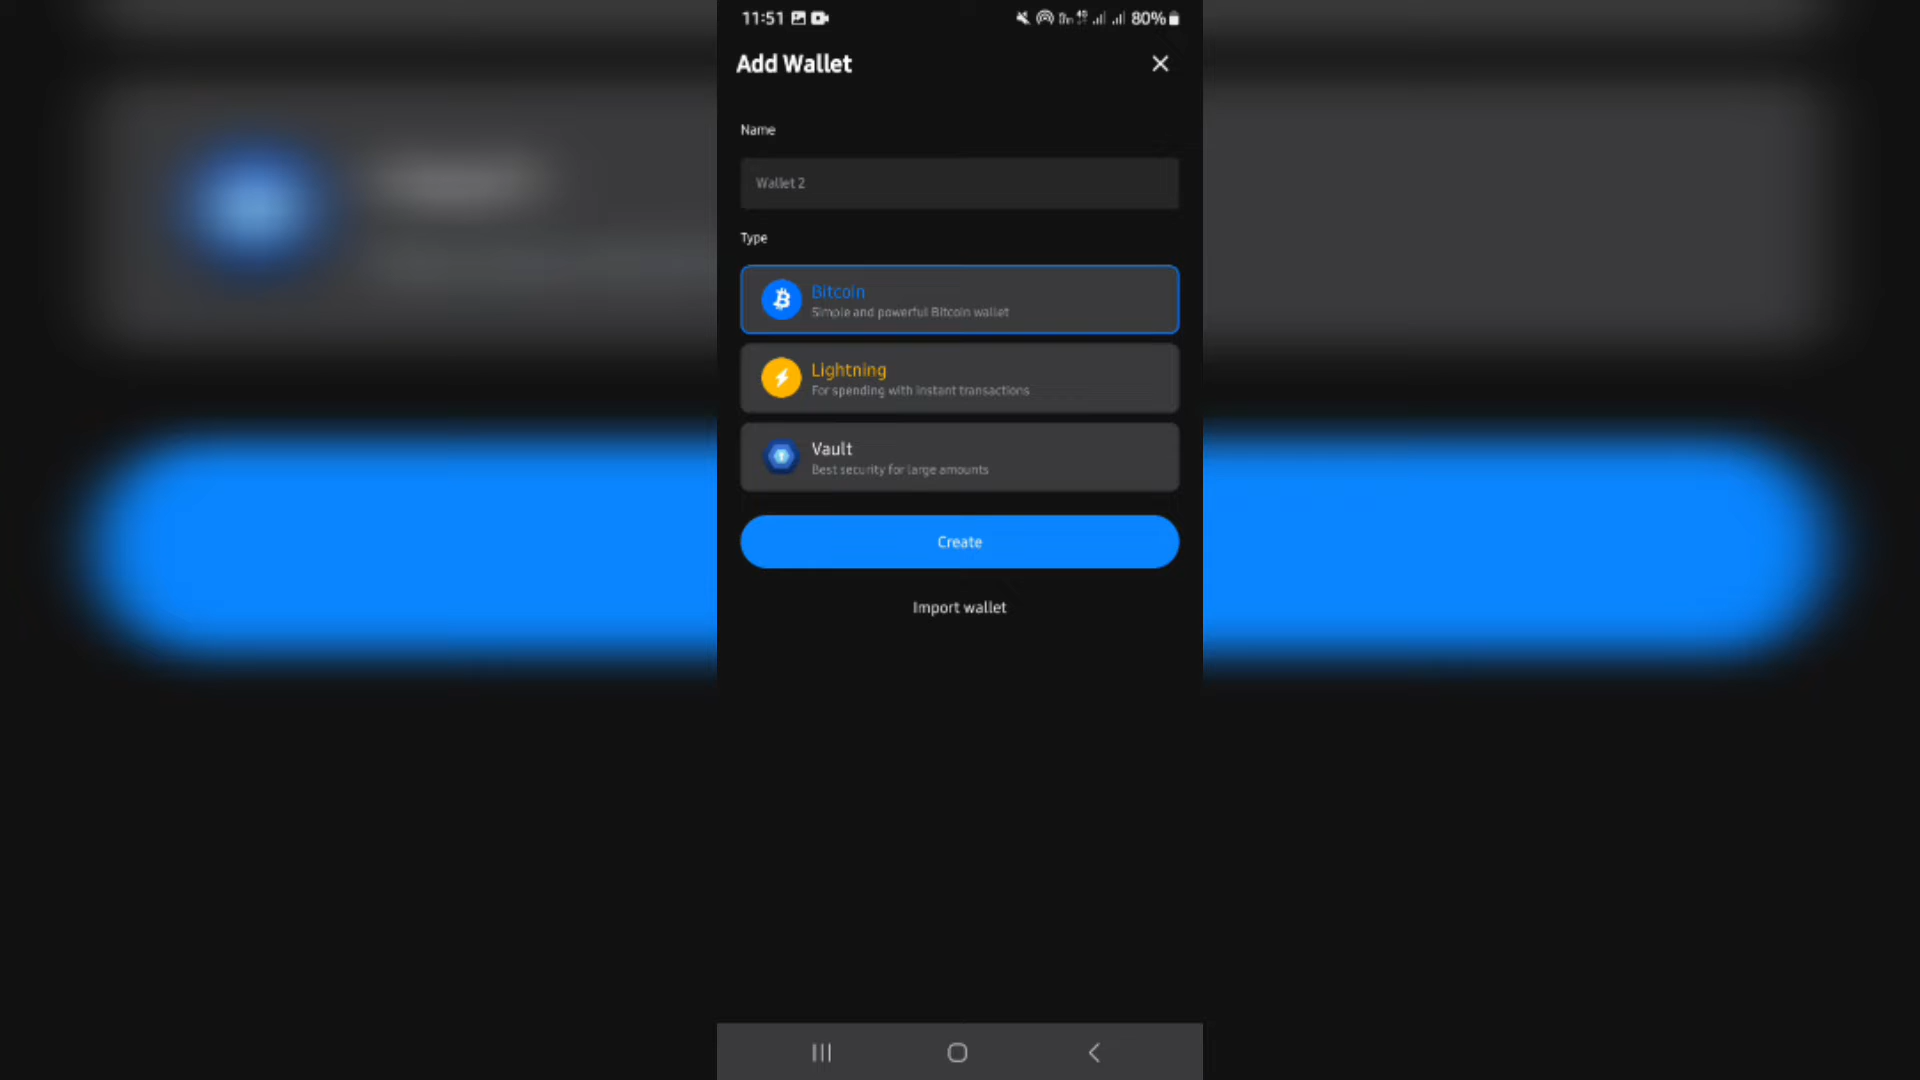 11:51 80%
Add Wallet
Name
Wallet 2
Type
Bitcoin
Simple and powerful Bitcoin wallet
Lightning
For spending with instant transactions
Vault
Best security for large amounts
Create
Import wallet